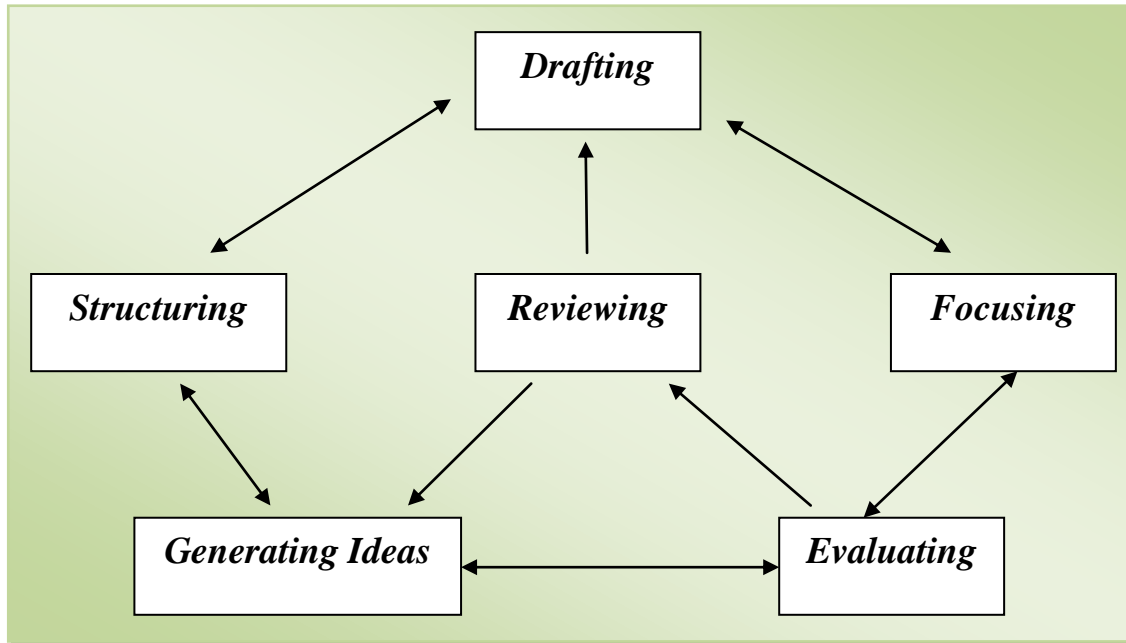 Drafting
Structuring
Reviewing
Focusing
Generating Ideas
Evaluating